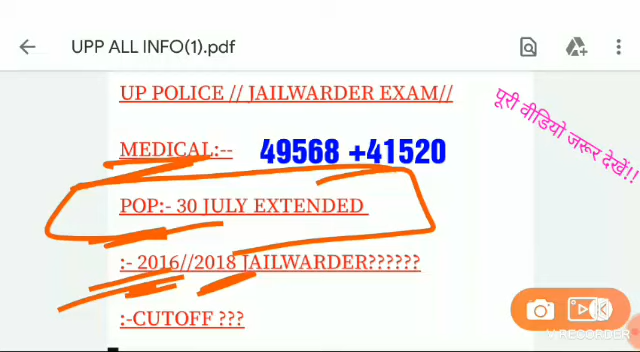 UPP ALL INFO(1).pdf
UP POLICE // JAILWARDER EXAM//
पूरी वीडियो जरूर देखें!!
MEDICAL:-- 49568 +41520
POP:- 30 JULY EXTENDED
:- 2016//2018 JAILWARDER??????
:-CUTOFF ???
V RECORDER